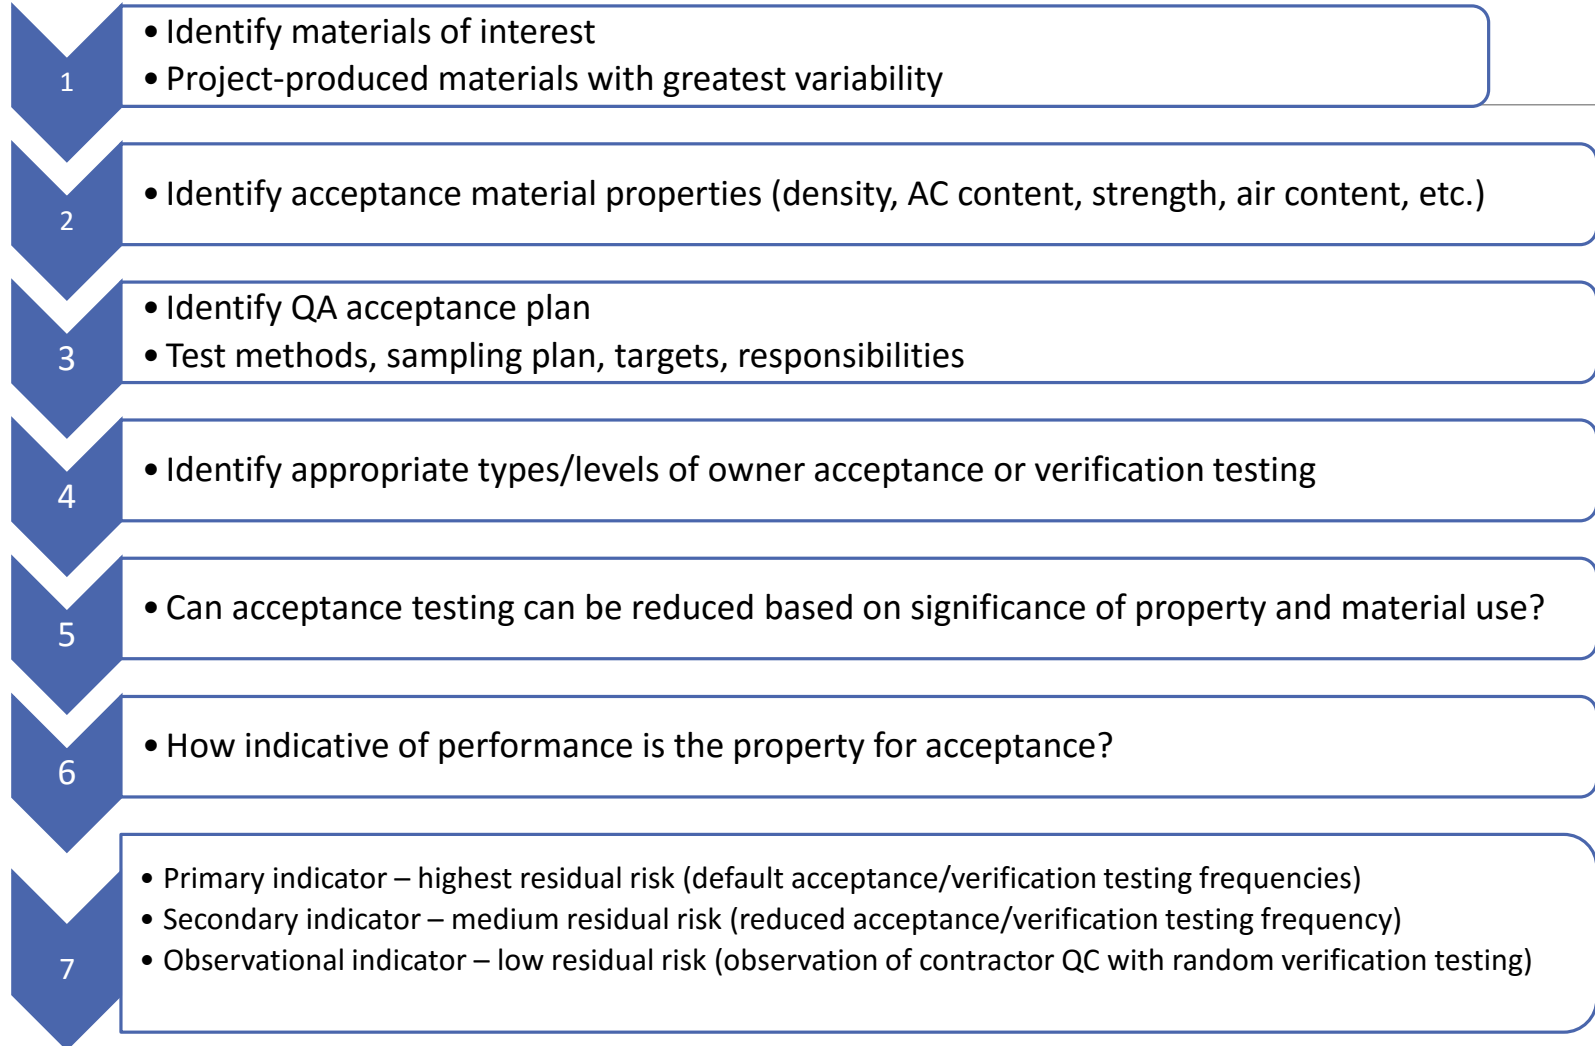 1
• Identify materials of interest
• Project-produced materials with greatest variability
2
• Identify acceptance material properties (density, AC content, strength, air content, etc.)
3
• Identify QA acceptance plan
• Test methods, sampling plan, targets, responsibilities
4
• Identify appropriate types/levels of owner acceptance or verification testing
5
• Can acceptance testing can be reduced based on significance of property and material use?
6
• How indicative of performance is the property for acceptance?
7
• Primary indicator – highest residual risk (default acceptance/verification testing frequencies)
• Secondary indicator – medium residual risk (reduced acceptance/verification testing frequency)
• Observational indicator – low residual risk (observation of contractor QC with random verification testing)